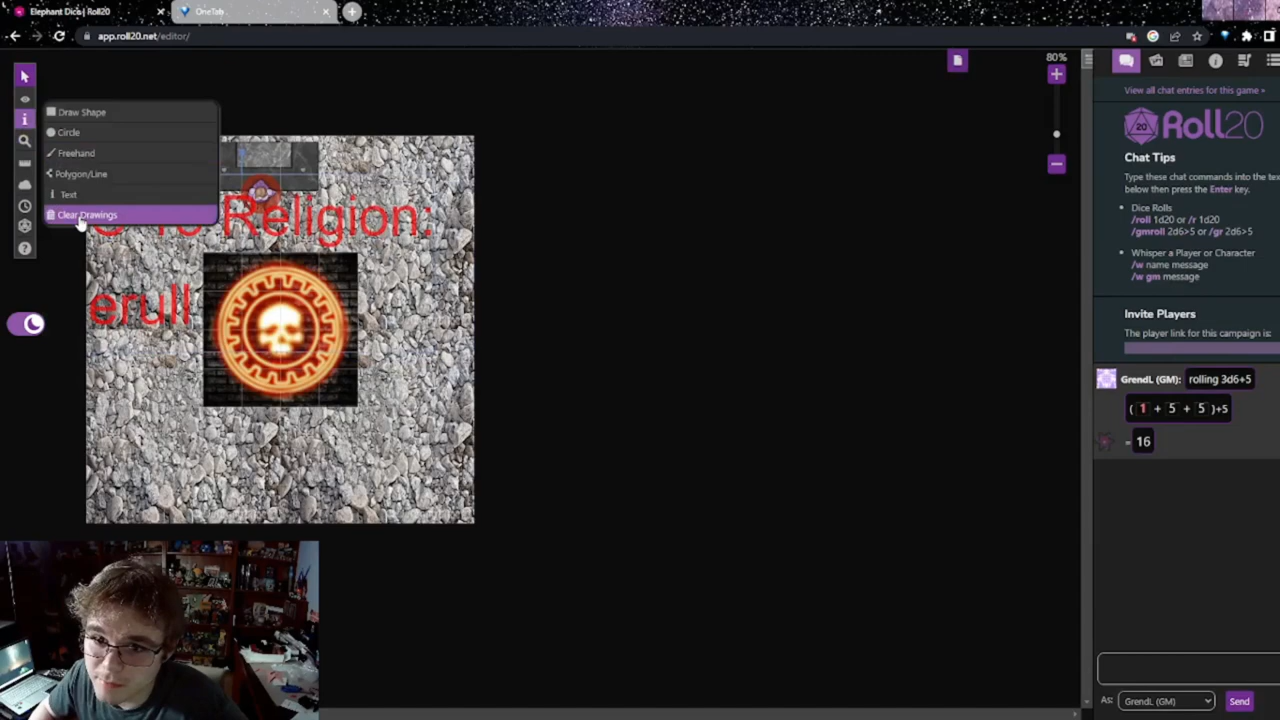 Elephant Dice | Roll20
OneTab
app.roll20.net/editor/
Draw Shape
Circle
Freehand
Polygon/Line
Text
Clear Drawings
Religion:
erull
80%
View all chat entries for this game »
20
Roll20
Chat Tips
Type these chat commands into the text
below then press the Enter key.
Dice Rolls
/roll 1d20 or /r 1d20
/gmroll 2d6>5 or /gr 2d6>5
Whisper a Player or Character
/w name message
/w gm message
Invite Players
The player link for this campaign is:
GrendL (GM): rolling 3d6+5
(1 + 5 + 5)+5
= 16
As: GrendL (GM) Send